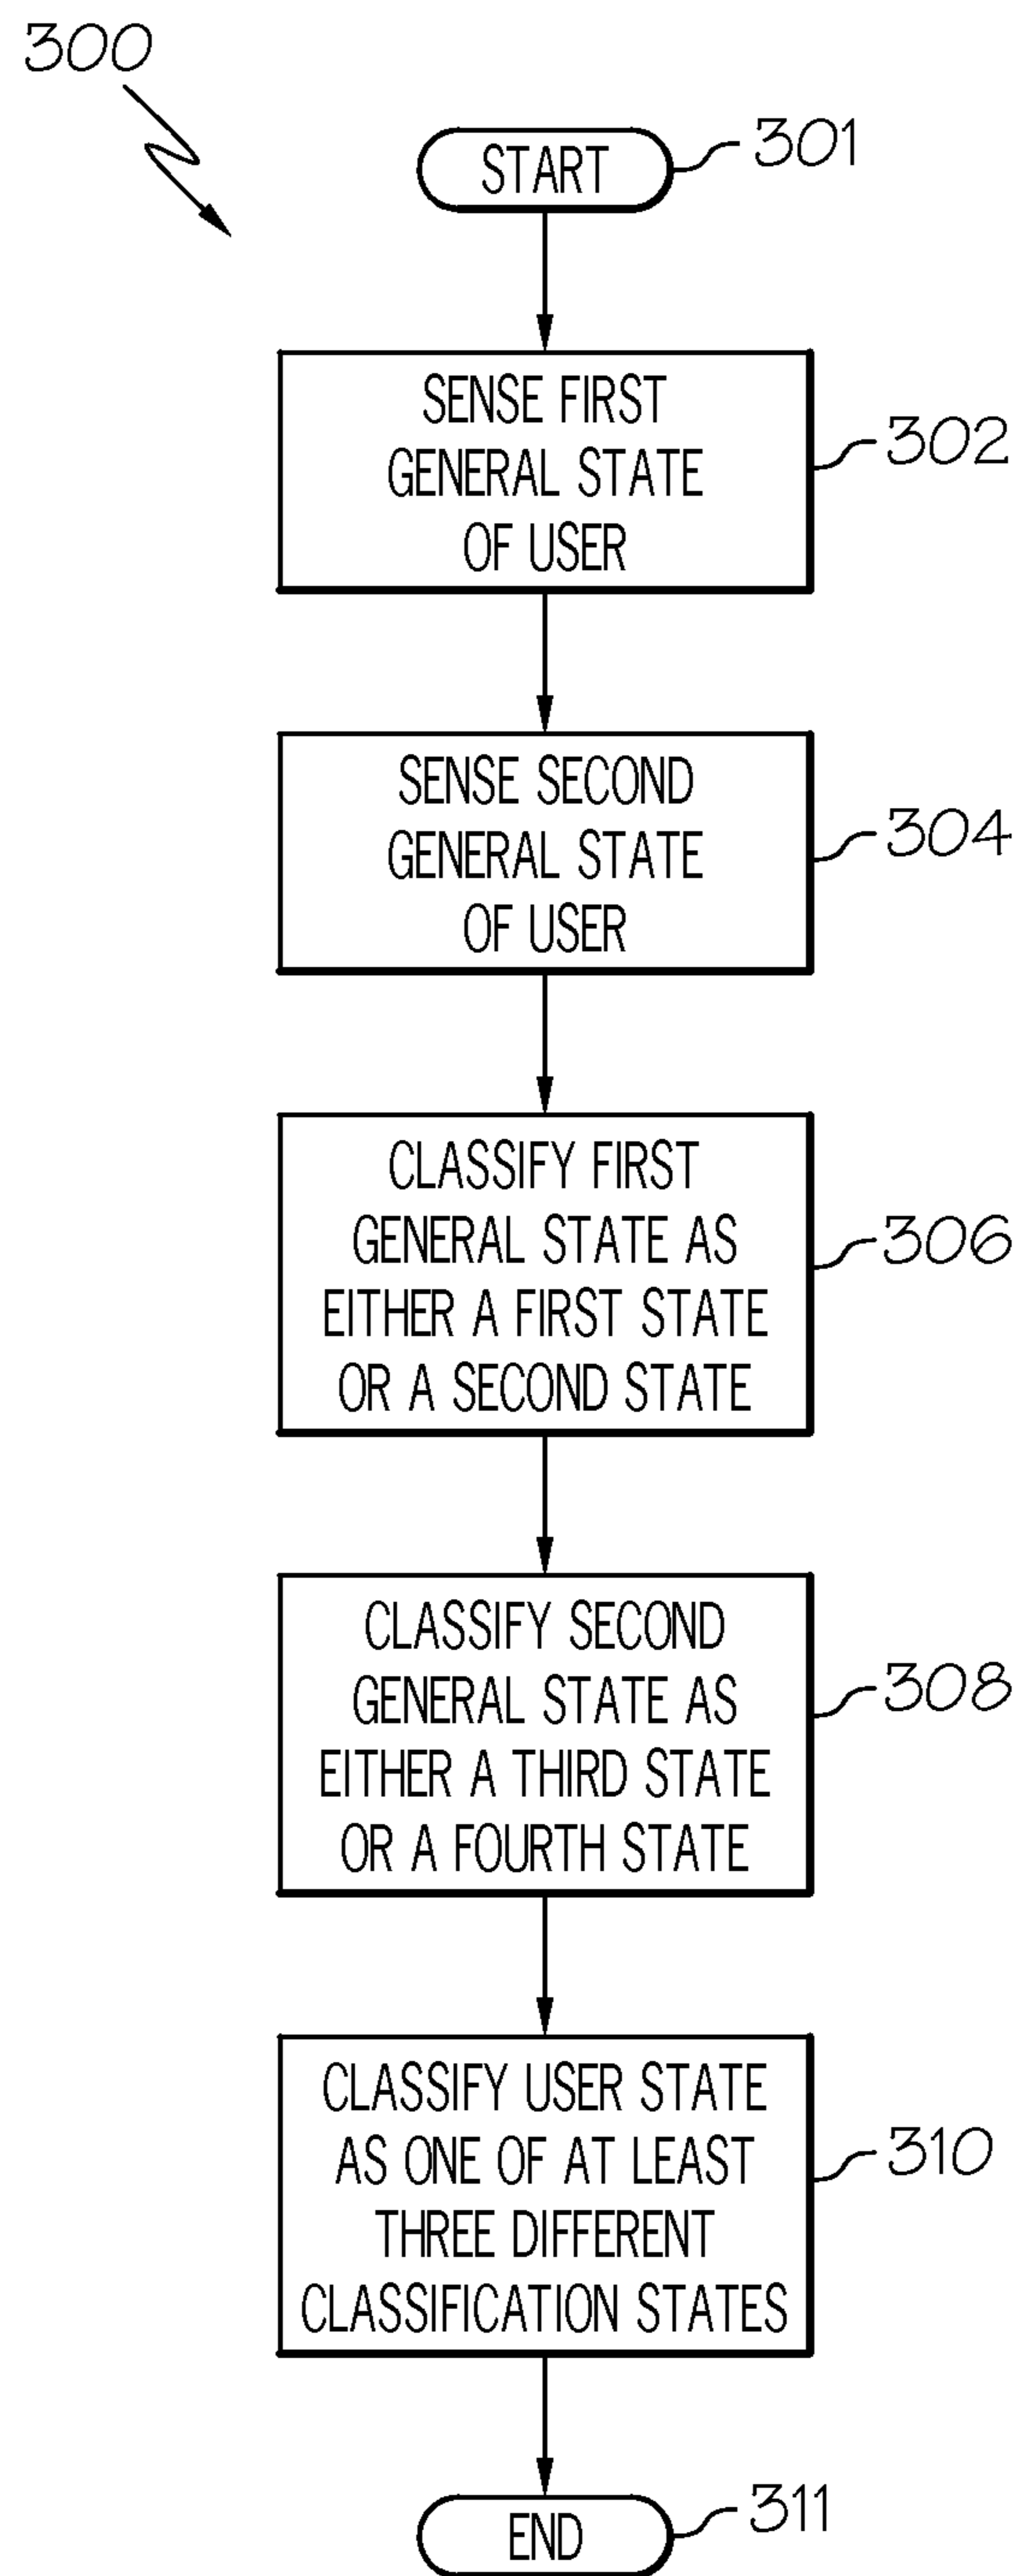 300
START
301
SENSE FIRST
GENERAL STATE
OF USER
302
SENSE SECOND
GENERAL STATE
OF USER
304
CLASSIFY FIRST
GENERAL STATE AS
EITHER A FIRST STATE
OR A SECOND STATE
306
CLASSIFY SECOND
GENERAL STATE AS
EITHER A THIRD STATE
OR A FOURTH STATE
308
CLASSIFY USER STATE
AS ONE OF AT LEAST
THREE DIFFERENT
CLASSIFICATION STATES
310
END
311